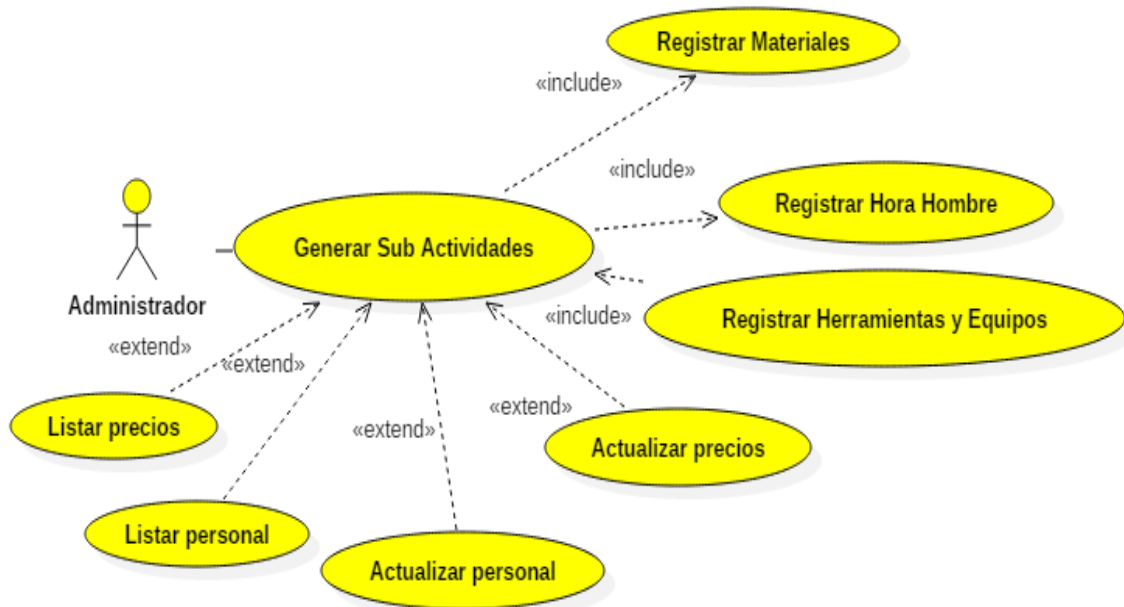 Registrar Materiales
«include»
«include»
Registrar Hora Hombre
Generar Sub Actividades
Administrador
«include»
Registrar Herramientas y Equipos
«extend»
«extend»
Listar precios
«extend»
«extend»
Actualizar precios
Listar personal
Actualizar personal